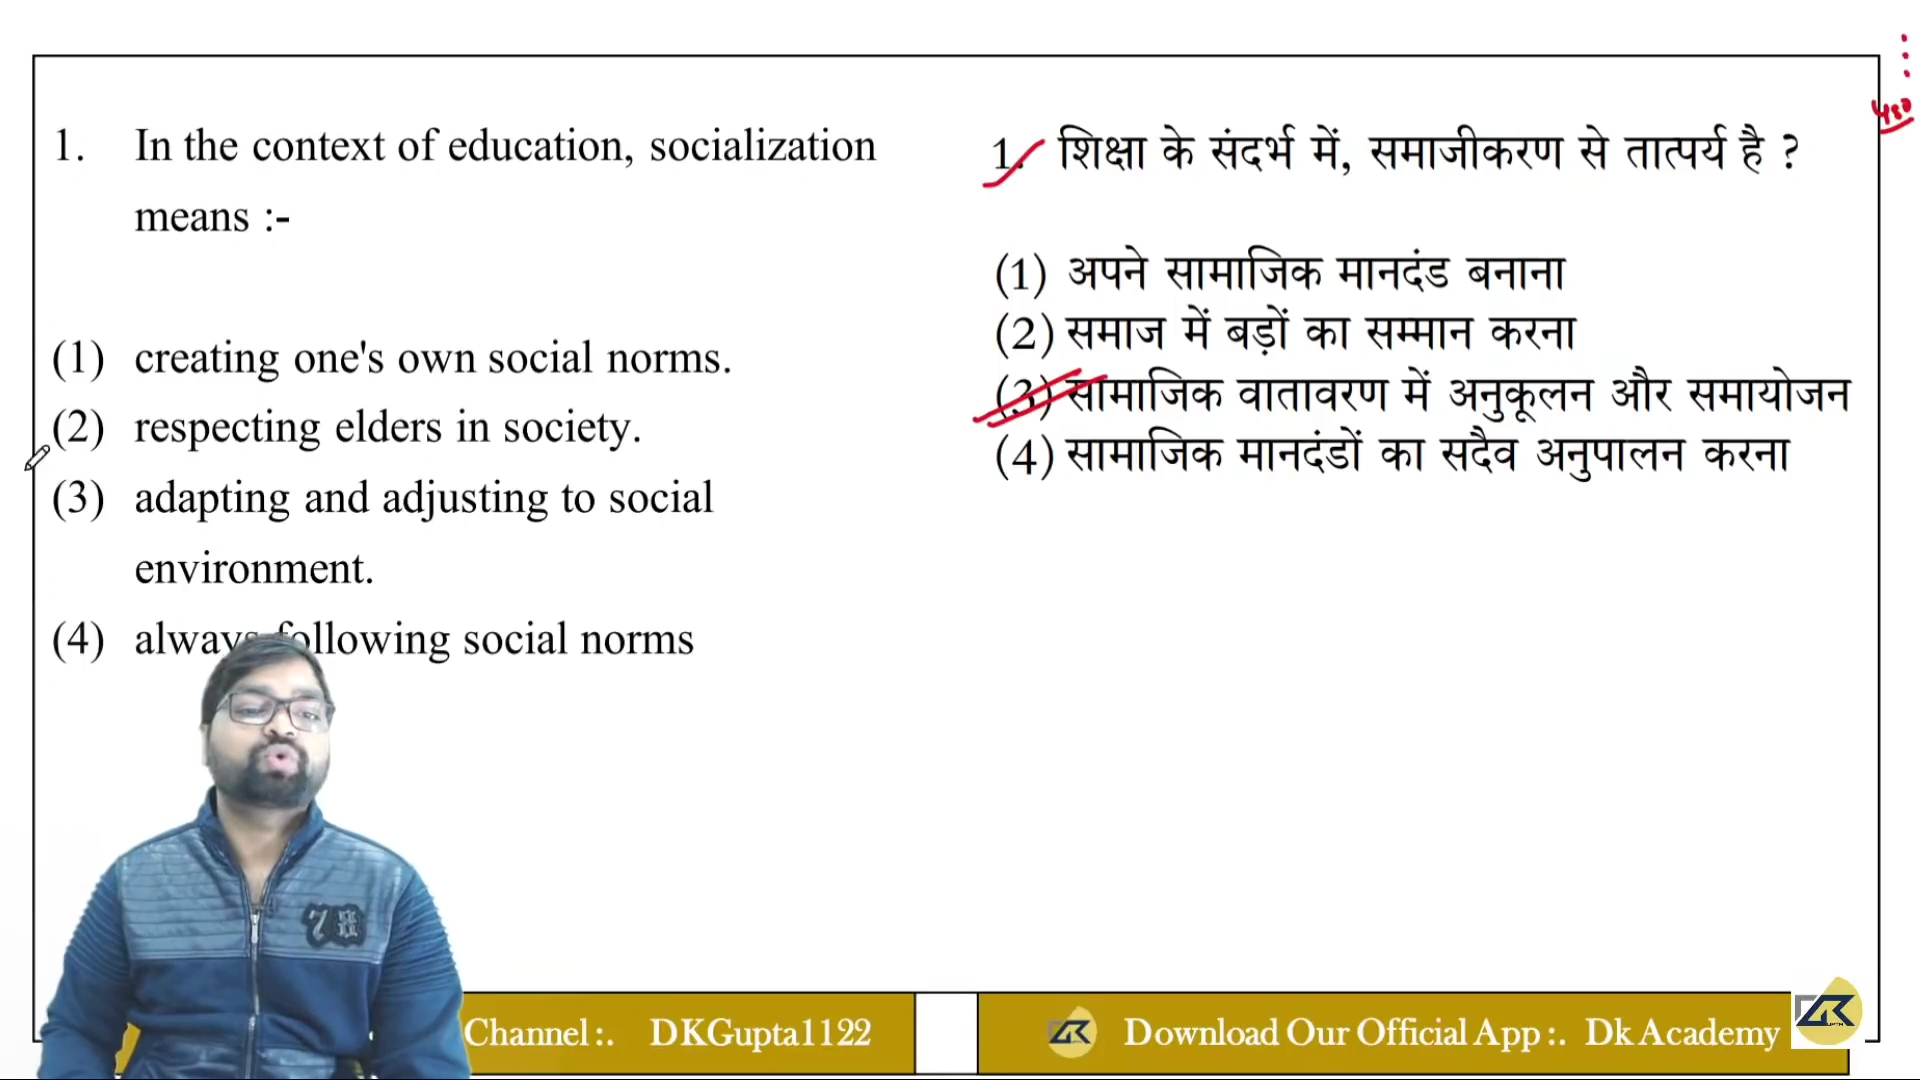 1. In the context of education, socialization
means :-
(1) creating one's own social norms.
(2) respecting elders in society.
(3) adapting and adjusting to social
environment.
(4) always following social norms
1. शिक्षा के संदर्भ में, समाजीकरण से तात्पर्य है ?
(1) अपने सामाजिक मानदंड बनाना
(2) समाज में बड़ों का सम्मान करना
(3) सामाजिक वातावरण में अनुकूलन और समायोजन
(4) सामाजिक मानदंडों का सदैव अनुपालन करना
Channel :. DKGupta1122
Download Our Official App :. Dk Academy